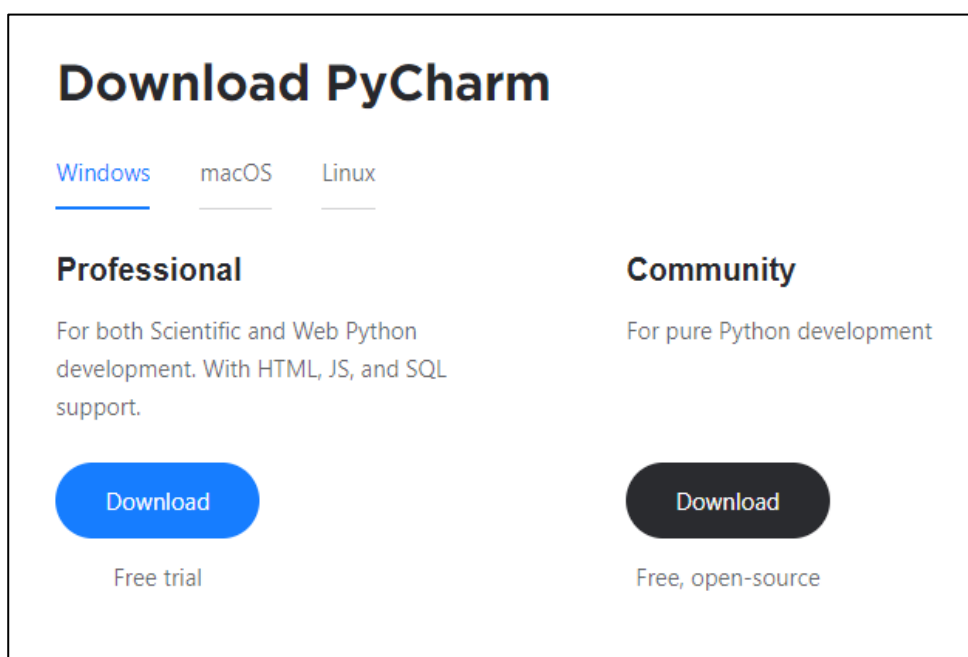 Download PyCharm
Windows macOS Linux
Professional
For both Scientific and Web Python
development. With HTML, JS, and SQL
support.
Download
Free trial
Community
For pure Python development
Download
Free, open-source